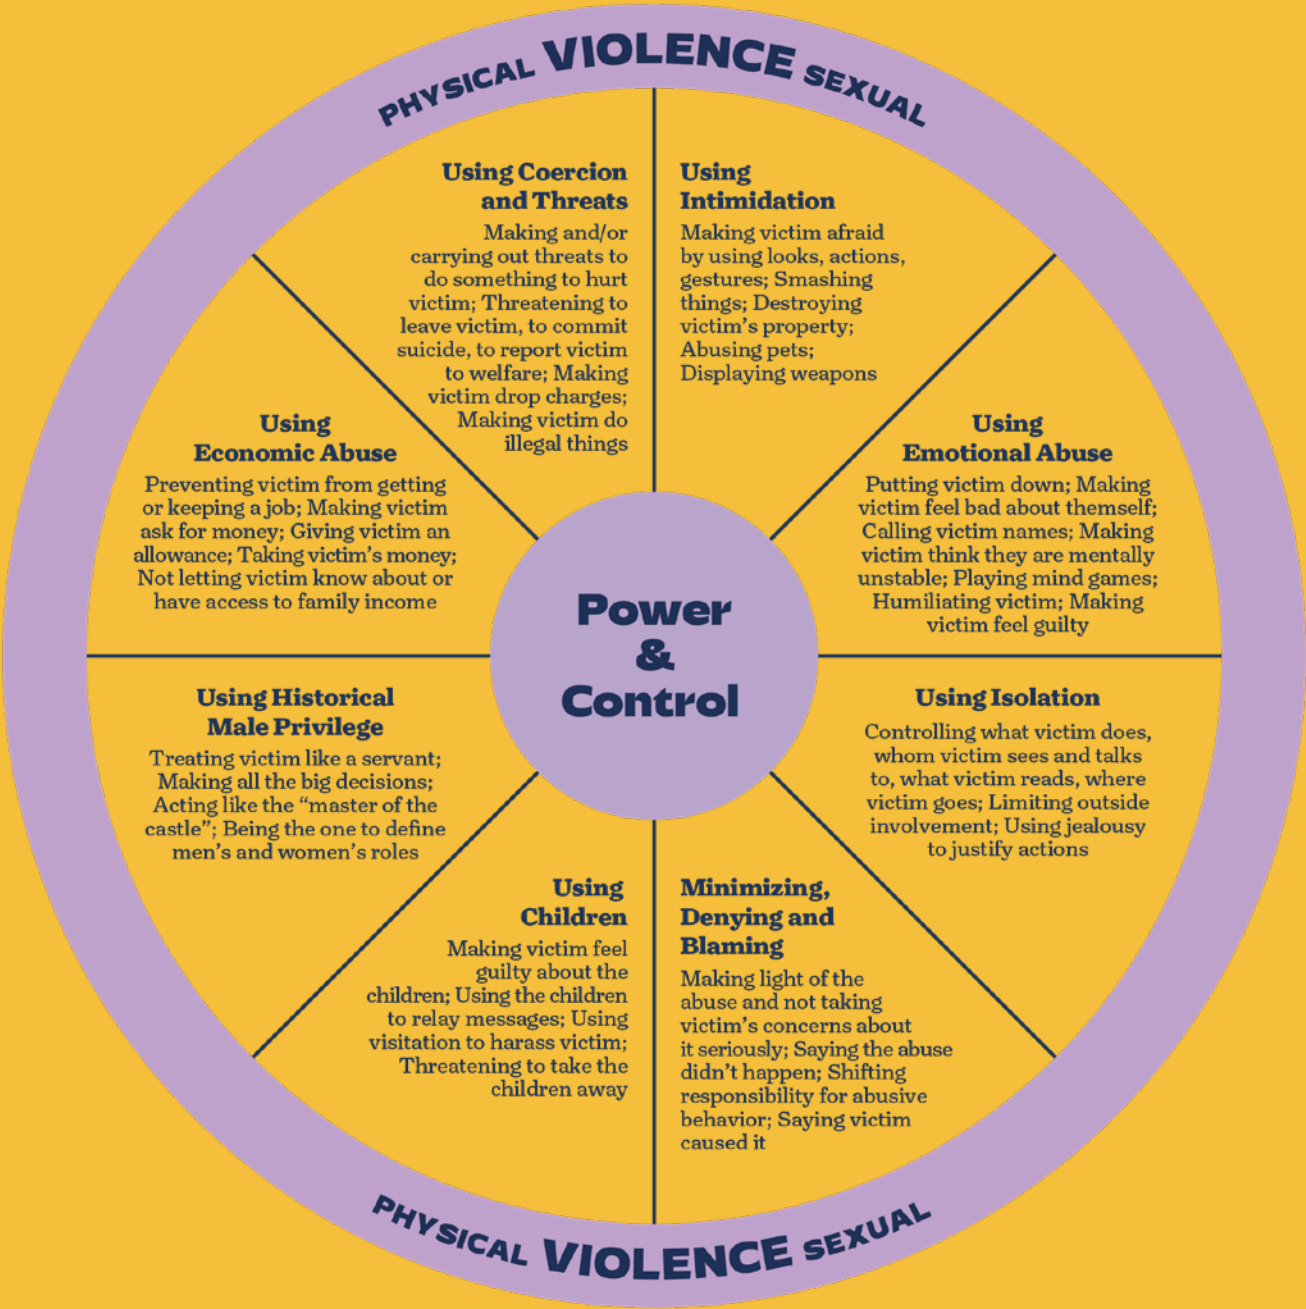 PHYSICAL VIOLENCE SEXUAL
Using Coercion
and Threats
Making and/or
carrying out threats to
do something to hurt
victim; Threatening to
leave victim, to commit
suicide, to report victim
to welfare; Making
victim drop charges;
Making victim do
illegal things
Using
Intimidation
Making victim afraid
by using looks, actions,
gestures; Smashing
things; Destroying
victim’s property;
Abusing pets;
Displaying weapons
Using
Economic Abuse
Preventing victim from getting
or keeping a job; Making victim
ask for money; Giving victim an
allowance; Taking victim’s money;
Not letting victim know about or
have access to family income
Using
Emotional Abuse
Putting victim down; Making
victim feel bad about themself;
Calling victim names; Making
victim think they are mentally
unstable; Playing mind games;
Humiliating victim; Making
victim feel guilty
Power
&
Control
Using Historical
Male Privilege
Treating victim like a servant;
Making all the big decisions;
Acting like the “master of the
castle”; Being the one to define
men’s and women’s roles
Using Isolation
Controlling what victim does,
whom victim sees and talks
to, what victim reads, where
victim goes; Limiting outside
involvement; Using jealousy
to justify actions
Using
Children
Making victim feel
guilty about the
children; Using the children
to relay messages; Using
visitation to harass victim;
Threatening to take the
children away
Minimizing,
Denying and
Blaming
Making light of the
abuse and not taking
victim’s concerns about
it seriously; Saying the abuse
didn’t happen; Shifting
responsibility for abusive
behavior; Saying victim
caused it
PHYSICAL VIOLENCE SEXUAL